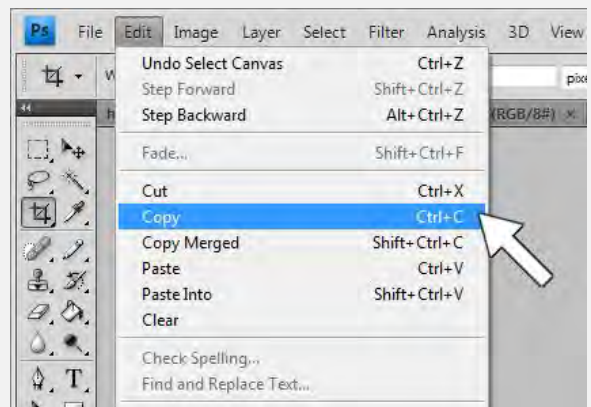 Ps File Edit Image Layer Select Filter Analysis 3D View
W pixe
h (RGB/8#) ×
Undo Select Canvas Ctrl+Z
Step Forward Shift+Ctrl+Z
Step Backward Alt+Ctrl+Z
Fade... Shift+Ctrl+F
Cut Ctrl+X
Copy Ctrl+C
Copy Merged Shift+Ctrl+C
Paste Ctrl+V
Paste Into Shift+Ctrl+V
Clear
Check Spelling...
Find and Replace Text...
T